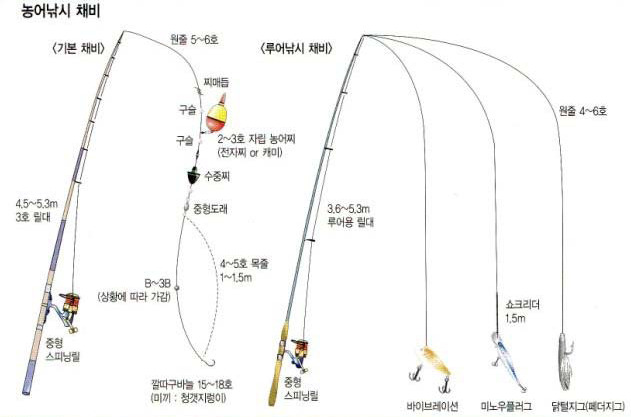 농어낚시 채비
〈기본 채비〉
원줄 5~6호
찌매듭
구슬
구슬
2~3호 자립 농어찌
(전자찌 or 캐미)
수중찌
중형도래
4.5~5.3m
3호 릴대
4~5호 목줄
1~1.5m
B~3B
(상황에 따라 가감)
중형
스피닝릴
깔따구바늘 15~18호
(미끼 : 청갯지렁이)
〈루어낚시 채비〉
원줄 4~6호
3.6~5.3m
루어용 릴대
쇼크리더
1.5m
중형
스피닝릴
바이브레이션
미노우플러그
닭털지그(페더지그)